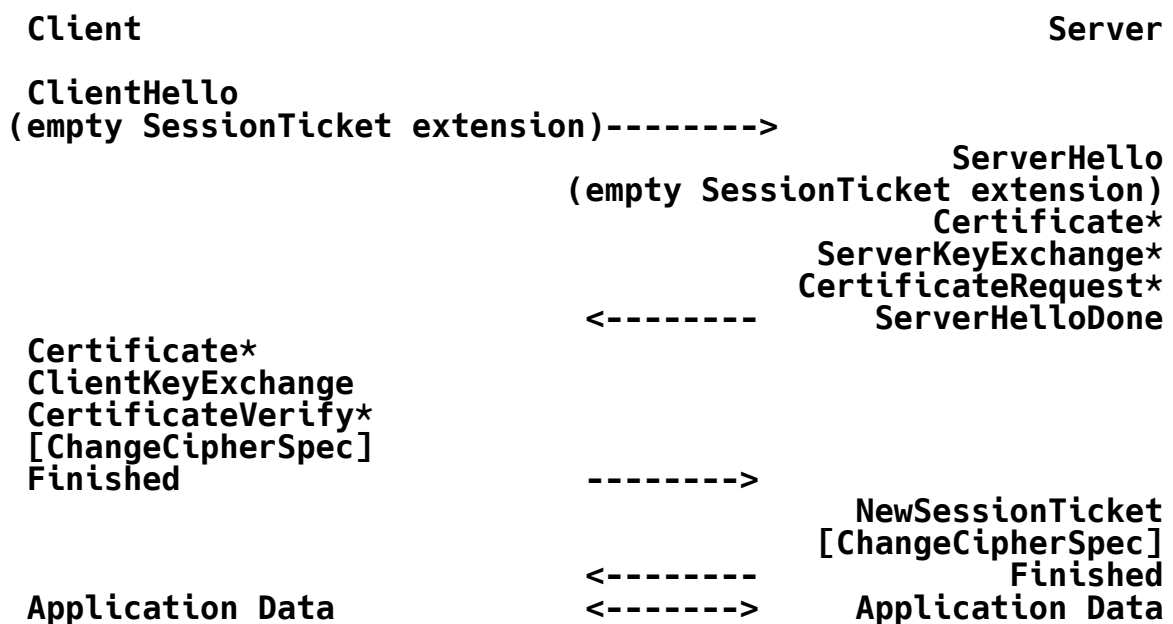 Client                                               Server

 ClientHello
(empty SessionTicket extension)-------->
                                                 ServerHello
                             (empty SessionTicket extension)
                                                Certificate*
                                          ServerKeyExchange*
                                         CertificateRequest*
                              <--------      ServerHelloDone
 Certificate*
 ClientKeyExchange
 CertificateVerify*
 [ChangeCipherSpec]
 Finished                     -------->
                                            NewSessionTicket
                                          [ChangeCipherSpec]
                              <--------             Finished
 Application Data             <------->     Application Data